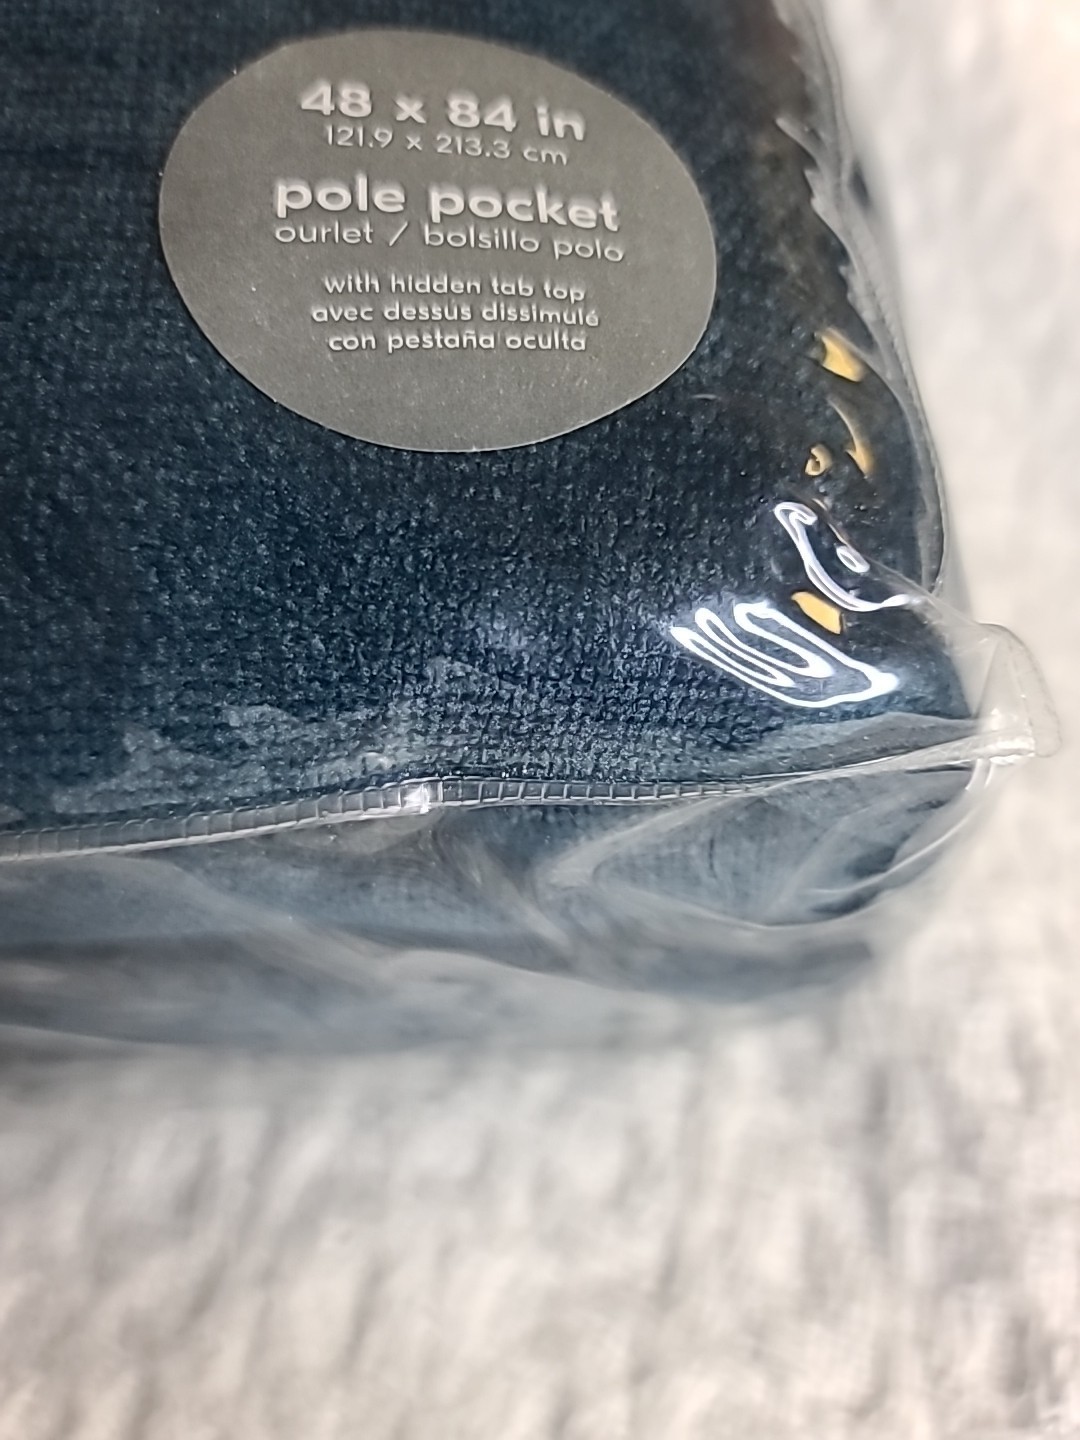 48 x 84 in
121.9 x 213.3 cm
pole pocket
ourlet / bolsillo polo
with hidden tab top
avec dessus dissimulé
con pestaña oculta